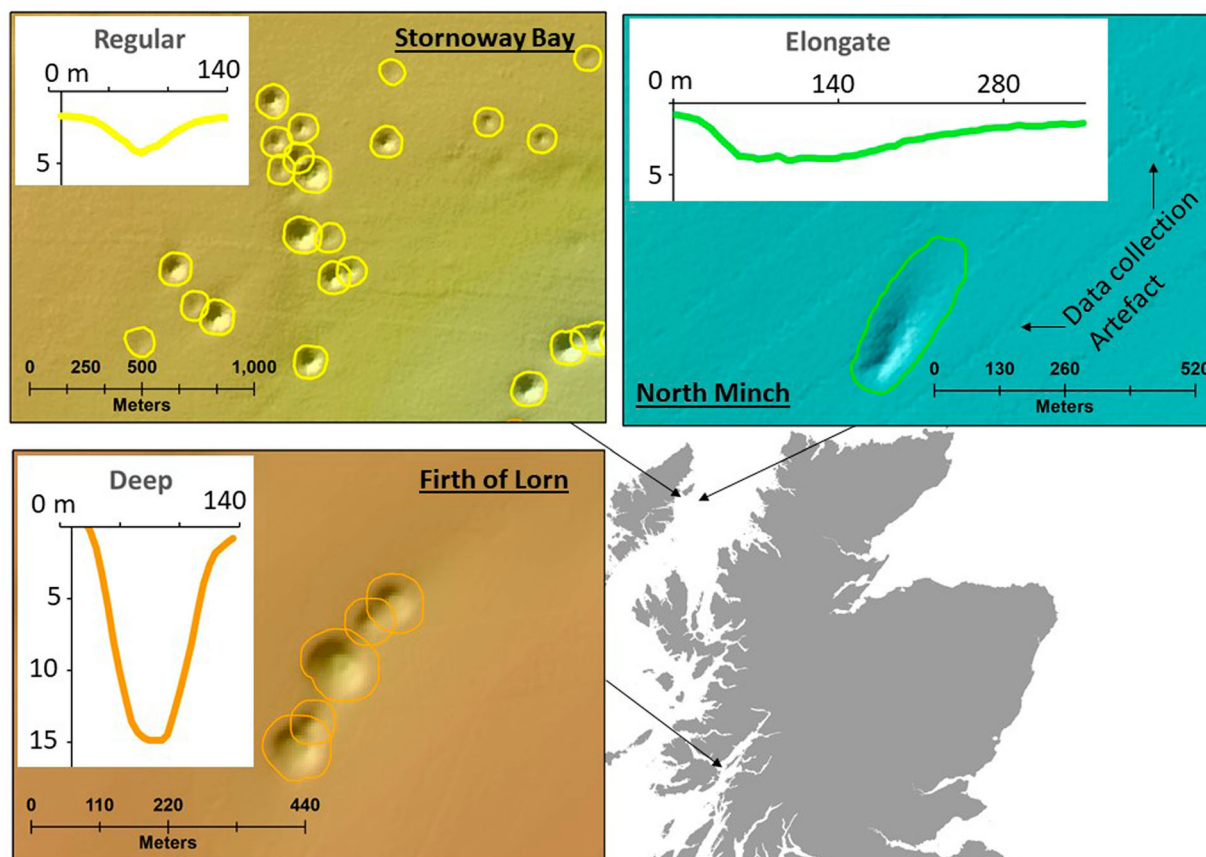 Regular
Stornoway Bay
0 m 140
5
0 250 500 1,000
Meters
Elongate
0 m 140 280
5
Data collection
Artefact
North Minch
0 130 260 520
Meters
Deep
Firth of Lorn
0 m 140
5
10
15
0 110 220 440
Meters